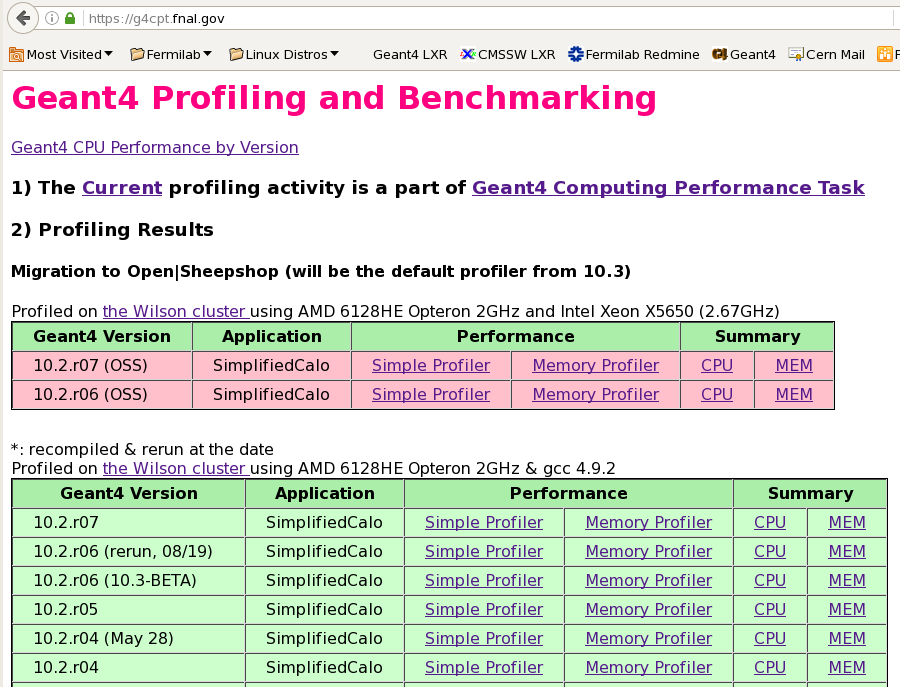 https://g4cpt.fnal.gov
Most Visited Fermilab Linux Distros Geant4 LXR CMSSW LXR Fermilab Redmine Geant4 Cern Mail
Geant4 Profiling and Benchmarking
Geant4 CPU Performance by Version
1) The Current profiling activity is a part of Geant4 Computing Performance Task
2) Profiling Results
Migration to Open|Sheepshop (will be the default profiler from 10.3)
Profiled on the Wilson cluster using AMD 6128HE Opteron 2GHz and Intel Xeon X5650 (2.67GHz)
Geant4 Version Application Performance Summary
10.2.r07 (OSS) SimplifiedCalo Simple Profiler Memory Profiler CPU MEM
10.2.r06 (OSS) SimplifiedCalo Simple Profiler Memory Profiler CPU MEM
*: recompiled & rerun at the date
Profiled on the Wilson cluster using AMD 6128HE Opteron 2GHz & gcc 4.9.2
Geant4 Version Application Performance Summary
10.2.r07 SimplifiedCalo Simple Profiler Memory Profiler CPU MEM
10.2.r06 (rerun, 08/19) SimplifiedCalo Simple Profiler Memory Profiler CPU MEM
10.2.r06 (10.3-BETA) SimplifiedCalo Simple Profiler Memory Profiler CPU MEM
10.2.r05 SimplifiedCalo Simple Profiler Memory Profiler CPU MEM
10.2.r04 (May 28) SimplifiedCalo Simple Profiler Memory Profiler CPU MEM
10.2.r04 SimplifiedCalo Simple Profiler Memory Profiler CPU MEM